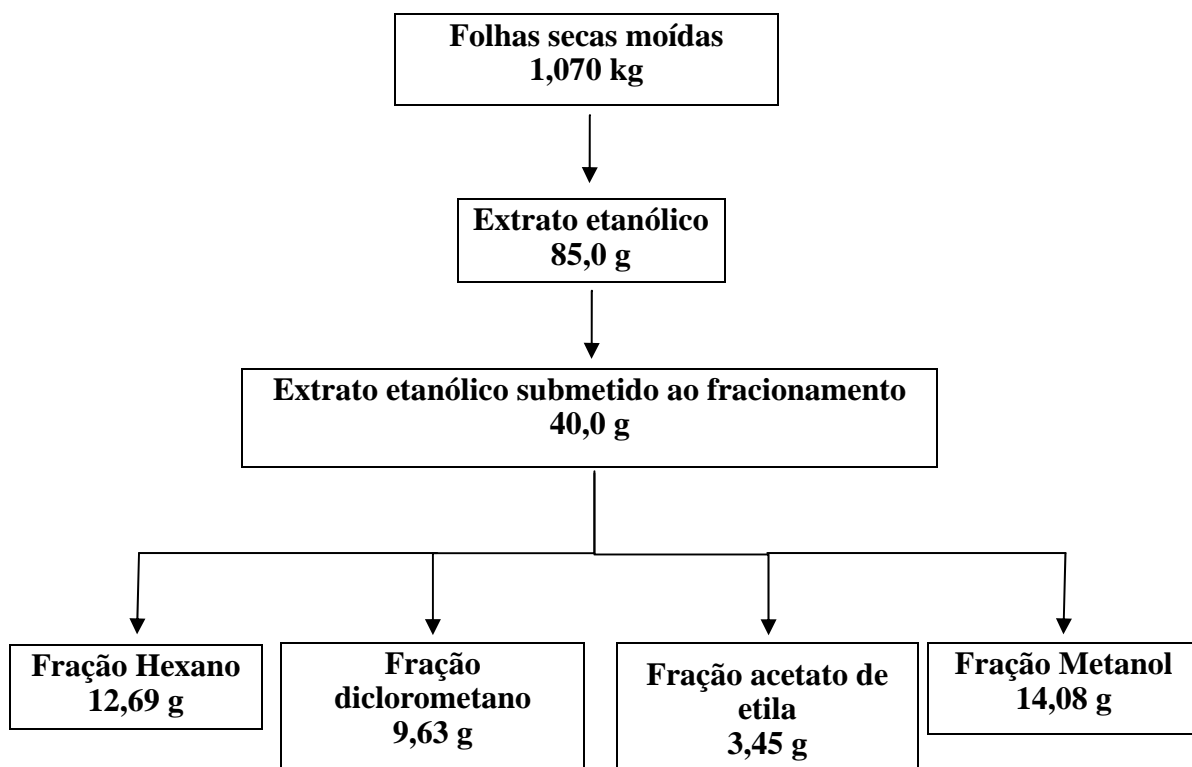 Folhas secas moídas
1,070 kg
Extrato etanólico
85,0 g
Extrato etanólico submetido ao fracionamento
40,0 g
Fração Hexano
12,69 g
Fração
diclorometano
9,63 g
Fração acetato de
etila
3,45 g
Fração Metanol
14,08 g